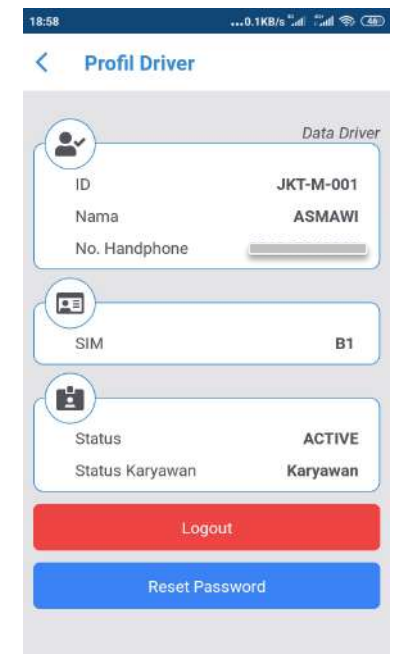 18:58 ...0.1KB/s 46
Profil Driver
Data Driver
ID JKT-M-001
Nama ASMAWI
No. Handphone
SIM B1
Status ACTIVE
Status Karyawan Karyawan
Logout
Reset Password